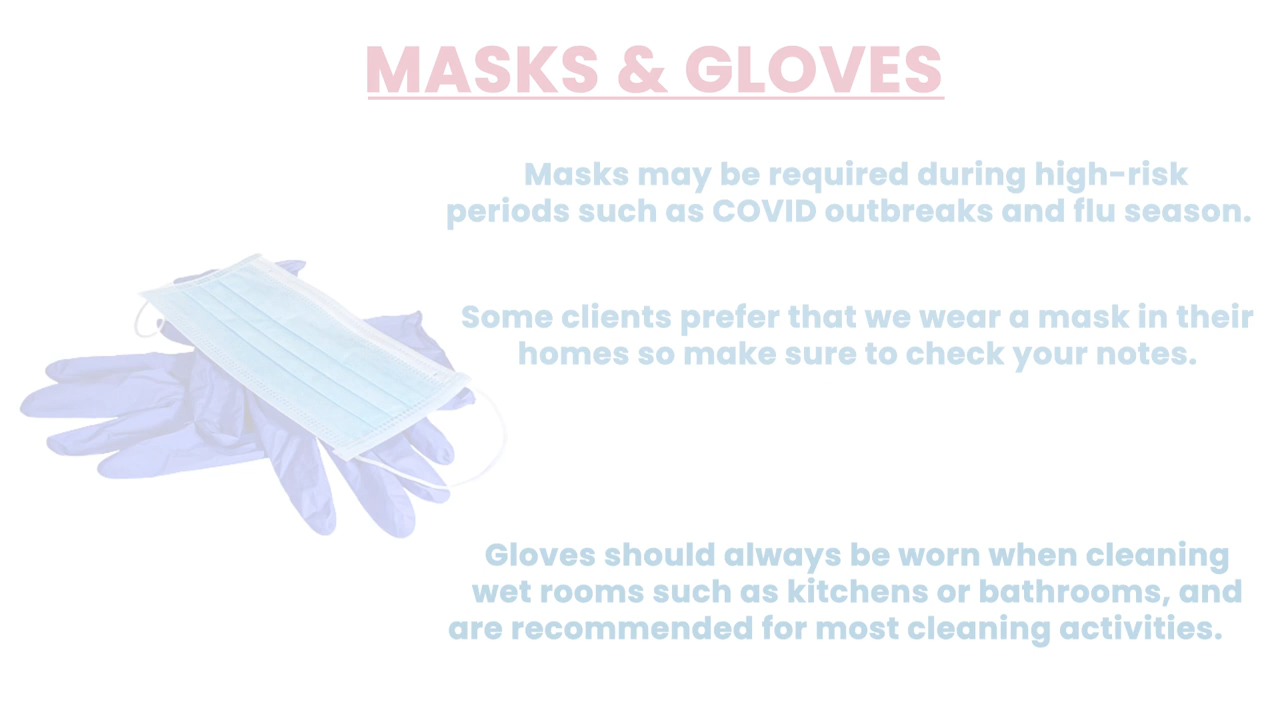 MASKS & GLOVES
Masks may be required during high-risk
periods such as COVID outbreaks and flu season.
Some clients prefer that we wear a mask in their
homes so make sure to check your notes.
Gloves should always be worn when cleaning
wet rooms such as kitchens or bathrooms, and
are recommended for most cleaning activities.